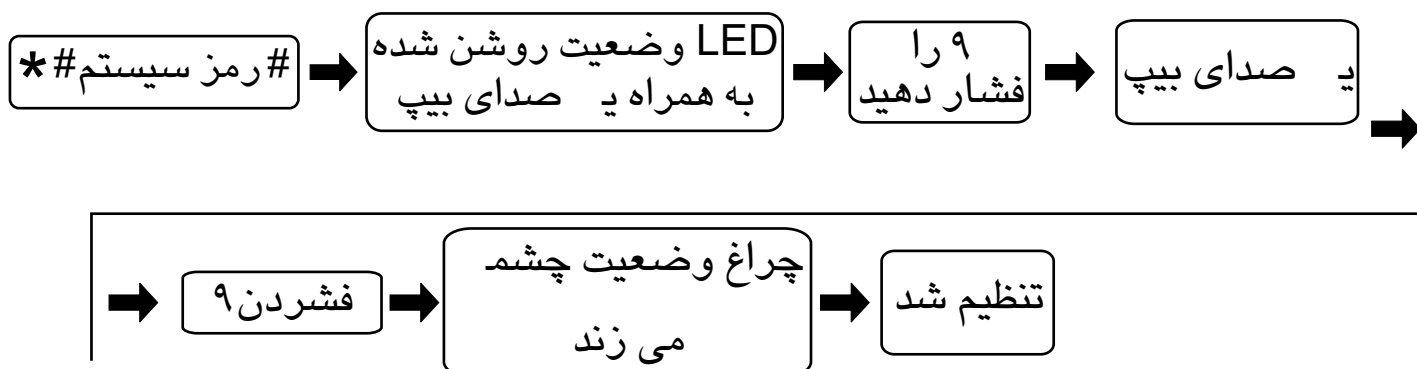 #رمز سیستم#*
LED وضعیت روشن شده
به همراه یـ صدای بیپ
۹ را
فشار دهید
یـ صدای بیپ
فشردن۹
چراغ وضعیت چشمـ
می زند
تنظیم شد